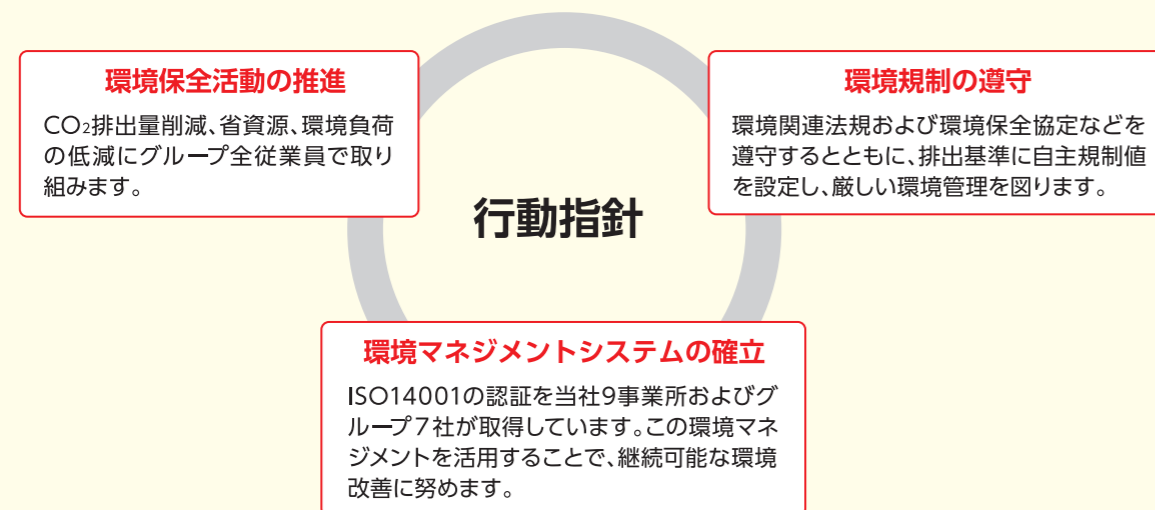 環境保全活動の推進
CO₂排出量削減、省資源、環境負荷
の低減にグループ全従業員で取り
組みます。
環境規制の遵守
環境関連法規および環境保全協定などを
遵守するとともに、排出基準に自主規制値
を設定し、厳しい環境管理を図ります。
行動指針
環境マネジメントシステムの確立
ISO14001の認証を当社9事業所およびグ
ループ7社が取得しています。この環境マネ
ジメントを活用することで、継続可能な環境
改善に努めます。